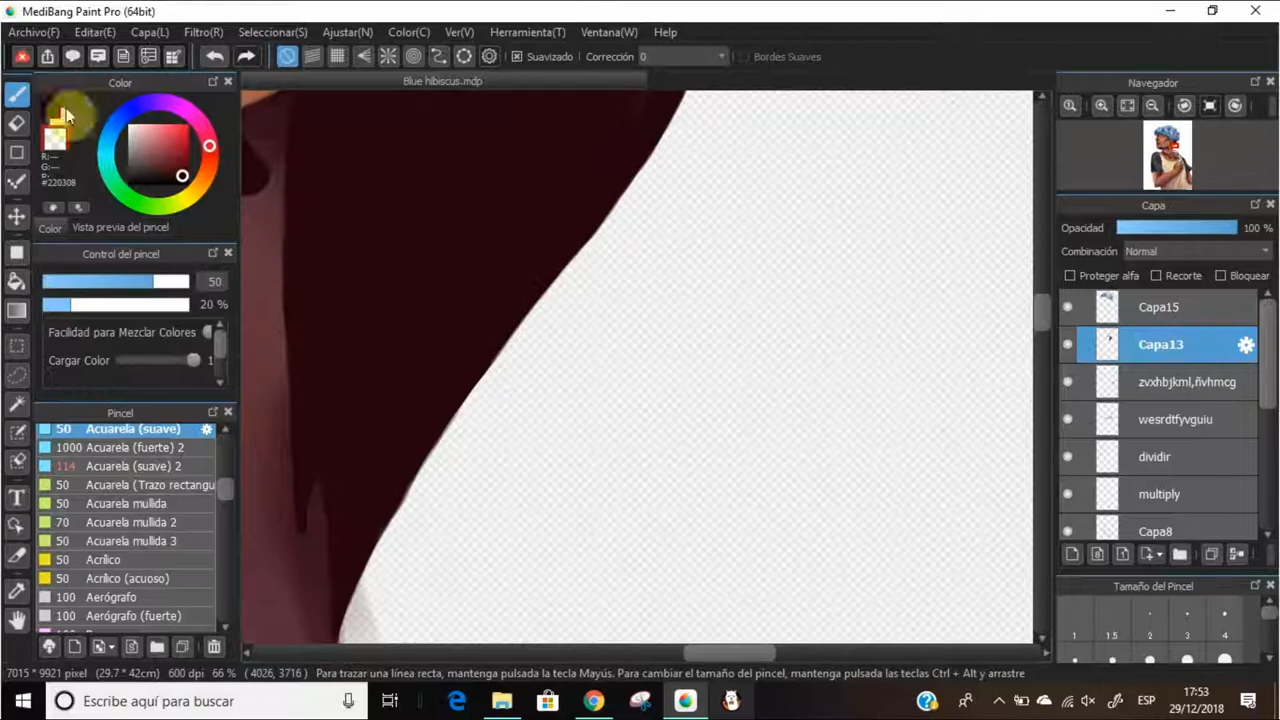 MediBang Paint Pro (64bit)
Archivo(F) Editar(E) Capa(L) Filtro(R) Seleccionar(S) Ajustar(N) Color(C) Ver(V) Herramienta(T) Ventana(W) Help
Suavizado Corrección 0 Bordes Suaves
Color
Blue hibiscus.mdp
Navegador
R:---
G:---
#220308
Color Vista previa del pincel
Capa
Opacidad 100 %
Combinación Normal
Proteger alfa Recorte Bloquear
Control del pincel
50
20 %
Facilidad para Mezclar Colores
Cargar Color 1
Capa15
Capa13
zvxhbjkml,ñvhmcg
wesrdtfyvguiu
dividir
multiply
Capa8
Pincel
50 Acuarela (suave)
1000 Acuarela (fuerte) 2
114 Acuarela (suave) 2
50 Acuarela (Trazo rectangu
50 Acuarela mullida
70 Acuarela mullida 2
50 Acuarela mullida 3
50 Acrílico
50 Acrílico (acuoso)
100 Aerógrafo
100 Aerógrafo (fuerte)
Tamaño del Pincel
1 1.5 2 3 4
7015 * 9921 pixel (29.7 * 42cm) 600 dpi 66 % ( 4026, 3716 ) Para trazar una línea recta, mantenga pulsada la tecla Mayús. Para cambiar el tamaño del pincel, mantenga pulsadas las teclas Ctrl + Alt y arrastre
Escribe aquí para buscar
ESP
17:53
29/12/2018